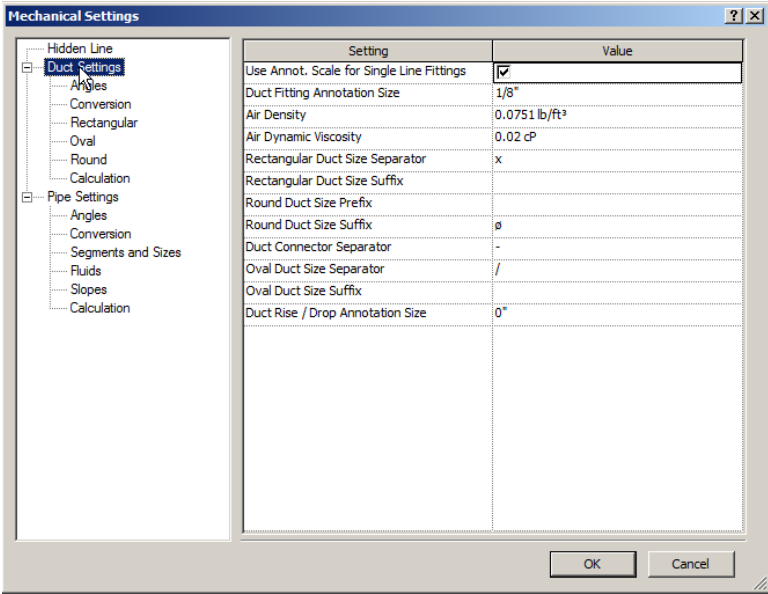 Mechanical Settings
Hidden Line
Duct Settings
Angles
Conversion
Rectangular
Oval
Round
Calculation
Pipe Settings
Angles
Conversion
Segments and Sizes
Fluids
Slopes
Calculation
Setting Value
Use Annot. Scale for Single Line Fittings
Duct Fitting Annotation Size 1/8"
Air Density 0.0751 lb/ft³
Air Dynamic Viscosity 0.02 cP
Rectangular Duct Size Separator x
Rectangular Duct Size Suffix
Round Duct Size Prefix
Round Duct Size Suffix ø
Duct Connector Separator -
Oval Duct Size Separator /
Oval Duct Size Suffix
Duct Rise / Drop Annotation Size 0"
OK Cancel